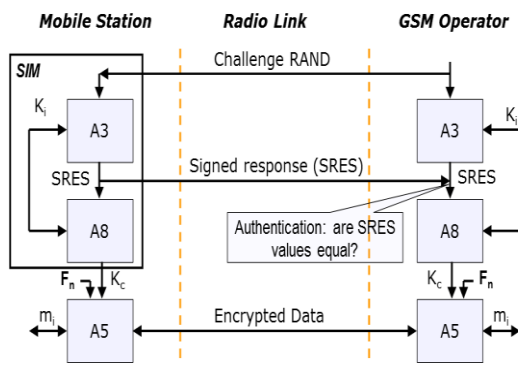 Mobile Station Radio Link GSM Operator
Challenge RAND
SIM
Ki Ki
A3 A3
Signed response (SRES)
SRES SRES
A8 A8
Authentication: are SRES
values equal?
Fn Kc Kc Fn
Encrypted Data
mi A5 A5 mi